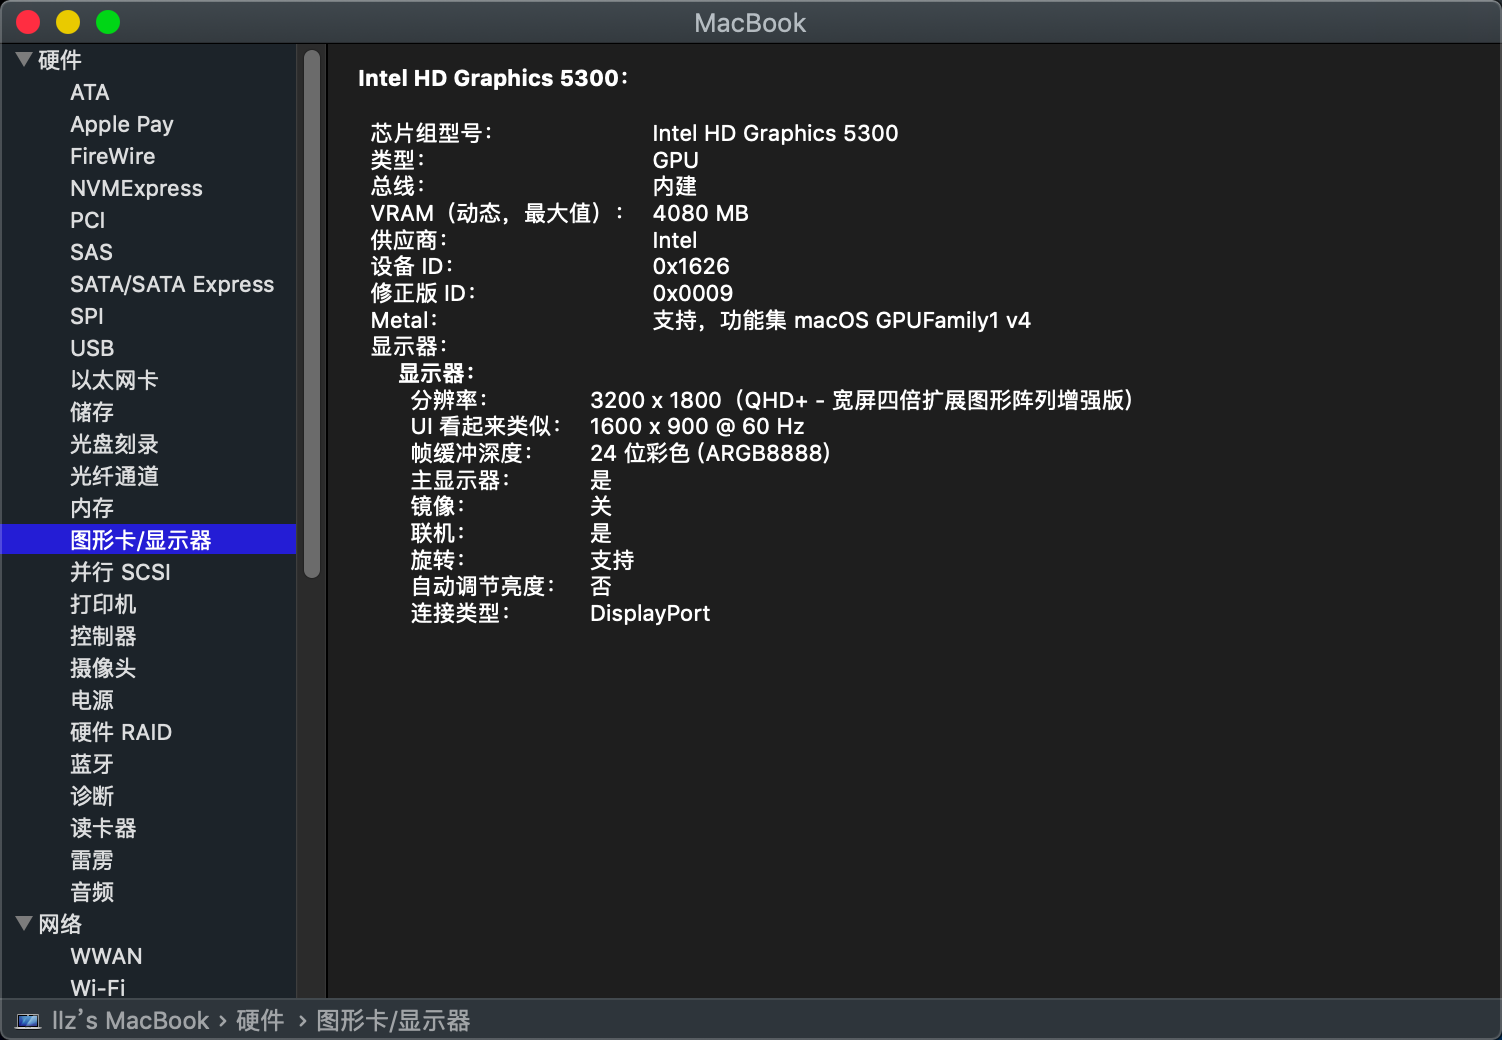 MacBook
硬件
ATA
Apple Pay
FireWire
NVMExpress
PCI
SAS
SATA/SATA Express
SPI
USB
以太网卡
储存
光盘刻录
光纤通道
内存
图形卡/显示器
并行 SCSI
打印机
控制器
摄像头
电源
硬件 RAID
蓝牙
诊断
读卡器
雷雳
音频
网络
WWAN
Wi-Fi
Intel HD Graphics 5300：
芯片组型号： Intel HD Graphics 5300
类型： GPU
总线： 内建
VRAM（动态，最大值）： 4080 MB
供应商： Intel
设备 ID： 0x1626
修正版 ID： 0x0009
Metal： 支持，功能集 macOS GPUFamily1 v4
显示器：
显示器：
分辨率： 3200 x 1800（QHD+ - 宽屏四倍扩展图形阵列增强版）
UI 看起来类似： 1600 x 900 @ 60 Hz
帧缓冲深度： 24 位彩色 (ARGB8888)
主显示器： 是
镜像： 关
联机： 是
旋转： 支持
自动调节亮度： 否
连接类型： DisplayPort
llz’s MacBook › 硬件 › 图形卡/显示器